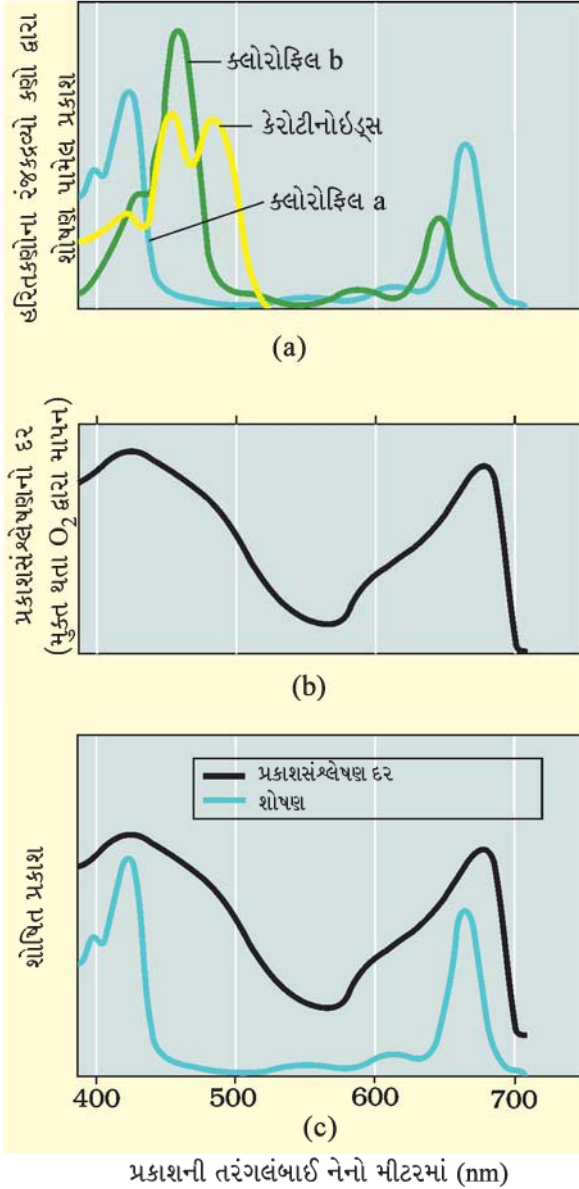 હરિતકણોના રંજકદ્રવ્યો કણો દ્વારા
શોષણ પામેલ પ્રકાશ
ક્લોરોફિલ b
કેરોટીનોઇડ્સ
ક્લોરોફિલ a
(a)
પ્રકાશસંશ્લેષણનો દર
(મુક્ત થતા O₂ દ્વારા માપન)
(b)
શોષિત પ્રકાશ
પ્રકાશસંશ્લેષણ દર
શોષણ
400 500 600 700
(c)
પ્રકાશની તરંગલંબાઈ નેનો મીટરમાં (nm)